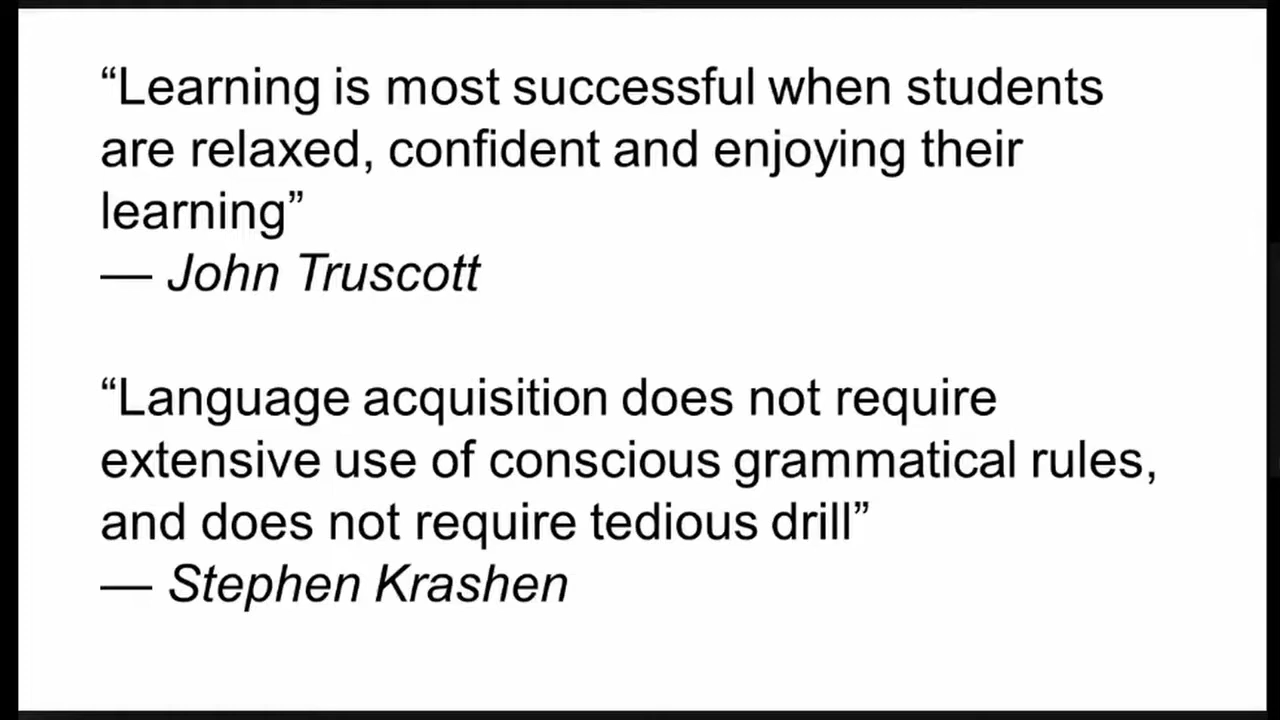 “Learning is most successful when students
are relaxed, confident and enjoying their
learning”
— John Truscott
“Language acquisition does not require
extensive use of conscious grammatical rules,
and does not require tedious drill”
— Stephen Krashen